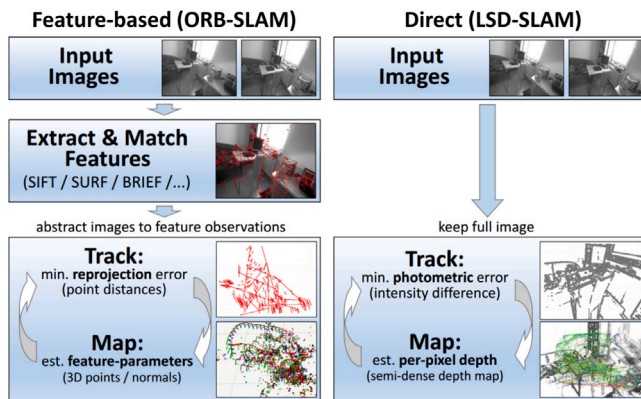 Feature-based (ORB-SLAM)
Input
Images
Extract & Match
Features
(SIFT / SURF / BRIEF /...)
abstract images to feature observations
Track:
min. reprojection error
(point distances)
Map:
est. feature-parameters
(3D points / normals)
Direct (LSD-SLAM)
Input
Images
keep full image
Track:
min. photometric error
(intensity difference)
Map:
est. per-pixel depth
(semi-dense depth map)